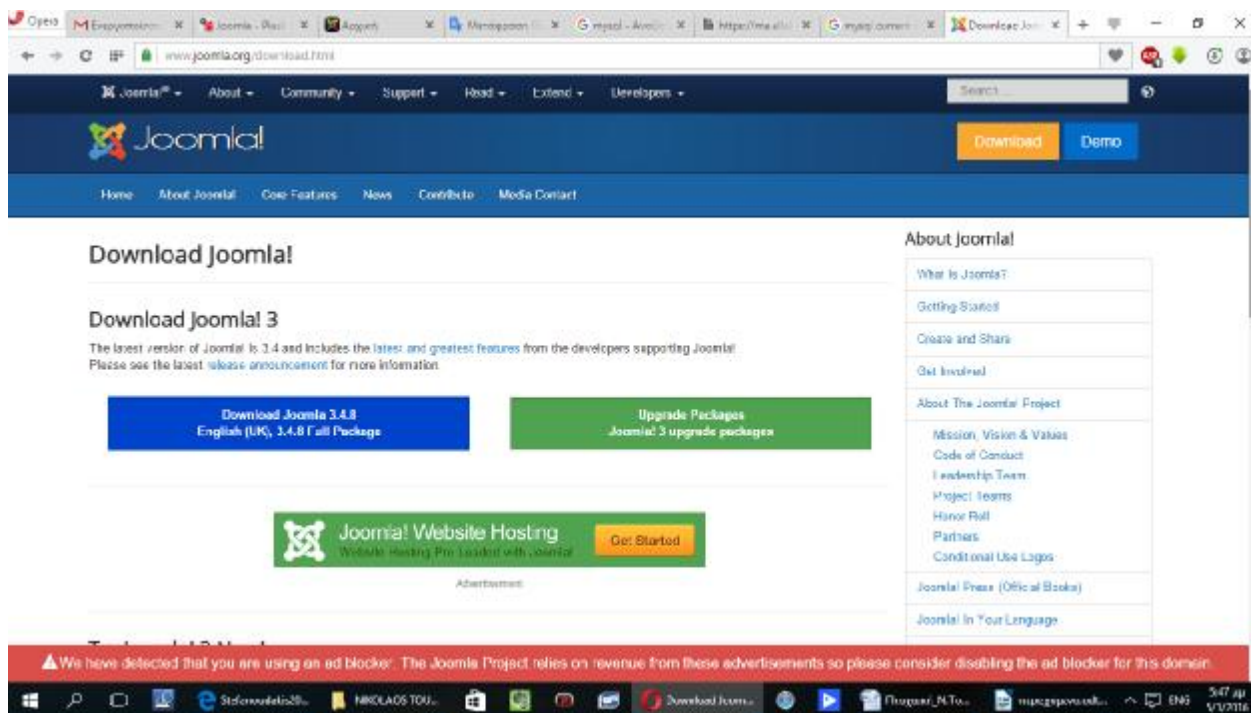 Opera
Joomla
www.joomla.org/download.html
Joomla!® About Community Support Read Extend Developers
Search ...
Joomla!
Download Demo
Home About Joomla! Core Features News Contribute Media Contact
Download Joomla!
Download Joomla! 3
The latest version of Joomla! is 3.4 and includes the latest and greatest features from the developers supporting Joomla!
Please see the latest release announcement for more information
Download Joomla 3.4.8
English (UK), 3.4.8 Full Package
Upgrade Packages
Joomla! 3 upgrade packages
Joomla! Website Hosting
Website Hosting Pre-Loaded with Joomla!
Get Started
Advertisement
About Joomla!
What is Joomla?
Getting Started
Create and Share
Get Involved
About The Joomla! Project
Mission, Vision & Values
Code of Conduct
Leadership Team
Project Teams
Honor Roll
Partners
Conditional Use Logos
Joomla! Press (Official Books)
Joomla! In Your Language
We have detected that you are using an ad blocker. The Joomla Project relies on revenue from these advertisements so please consider disabling the ad blocker for this domain.
NIKOLAOS TOU...
Download Joom...
ENG
5:47 μμ